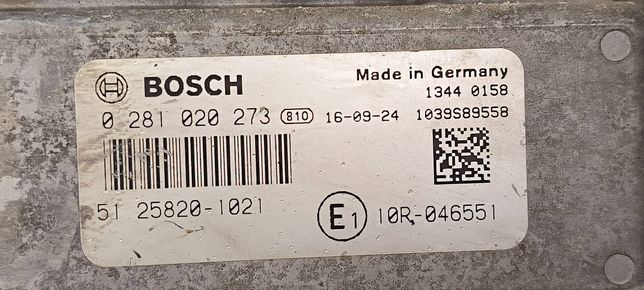 BOSCH Made in Germany
1344 0158
0 281 020 273 810 16-09-24 1039S89558
51 25820-1021 E1 10R-046551